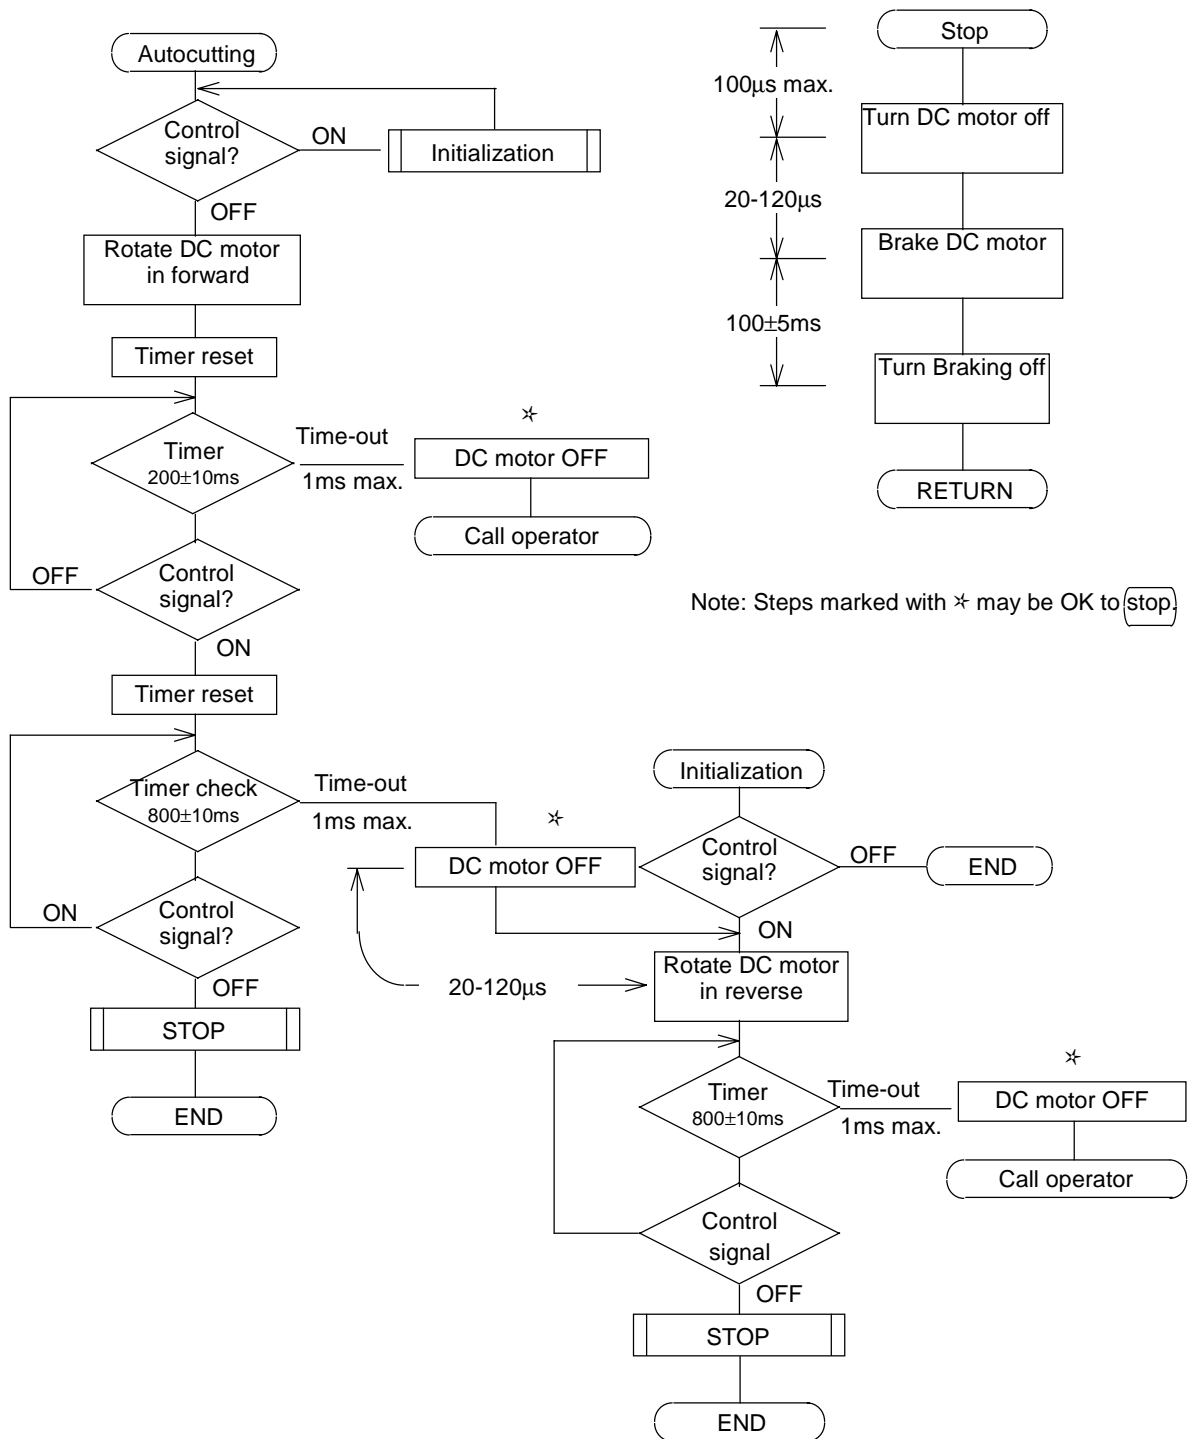 Autocutting
Control
signal?
ON
Initialization
OFF
Rotate DC motor
in forward
Timer reset
Timer
200±10ms
Time-out
1ms max.
✯
DC motor OFF
Call operator
Control
signal?
OFF
ON
Timer reset
Timer check
800±10ms
Time-out
1ms max.
✯
DC motor OFF
Control
signal?
ON
OFF
STOP
END
20-120µs
Stop
100µs max.
Turn DC motor off
20-120µs
Brake DC motor
100±5ms
Turn Braking off
RETURN
Note: Steps marked with ✯ may be OK to stop.
Initialization
Control
signal?
OFF
END
ON
Rotate DC motor
in reverse
Timer
800±10ms
Time-out
1ms max.
✯
DC motor OFF
Call operator
Control
signal
OFF
STOP
END